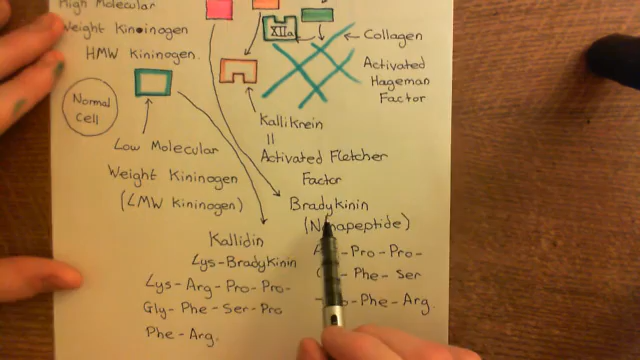 High Molecular
Weight Kininogen
HMW Kininogen.
XIIa
Collagen
Activated
Hageman
Factor
Normal
Cell
Kallikrein
=
Activated Fletcher
Factor
Low Molecular
Weight Kininogen
(LMW Kininogen)
Bradykinin
Kallidin
Lys-Bradykinin
Lys-Arg-Pro-Pro-
Gly-Phe-Ser-Pro
Phe-Arg.
-Pro-Pro-
-Phe-Ser
-Phe-Arg.